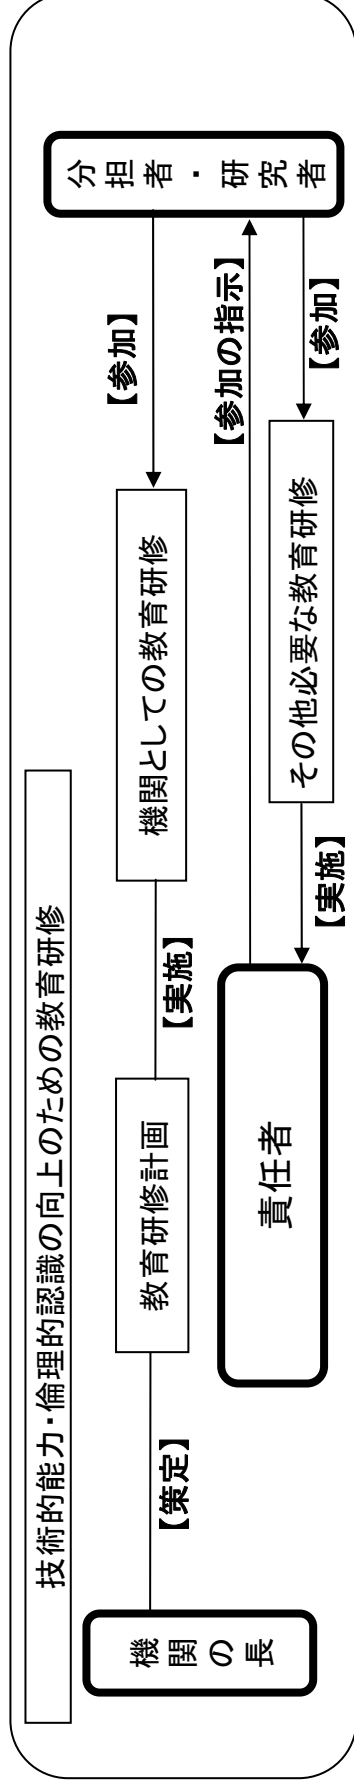 技術的能力・倫理的認識の向上のための教育研修
機関の長
【策定】
教育研修計画
【実施】
機関としての教育研修
【参加】
分担者・研究者
責任者
【参加の指示】
【実施】
その他必要な教育研修
【参加】